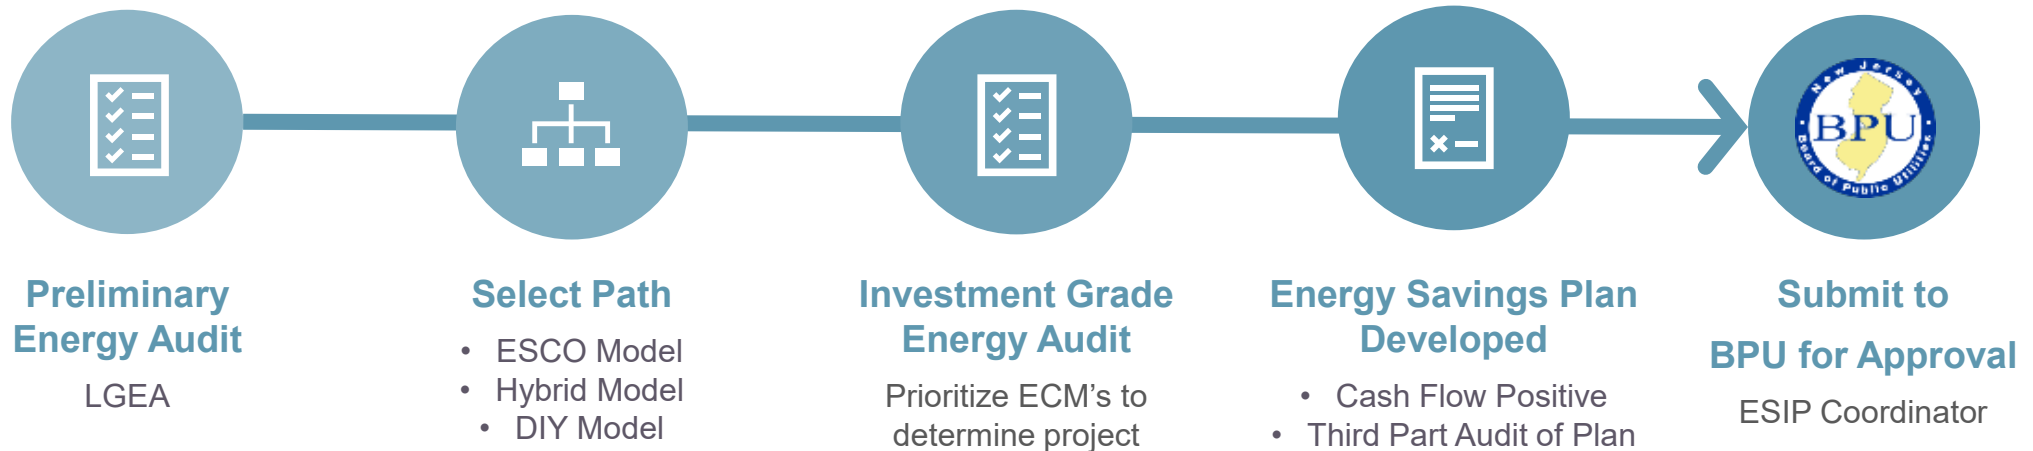 New Jersey
BPU
Board of Public Utilities
Preliminary
Energy Audit
LGEA
Select Path
• ESCO Model
• Hybrid Model
• DIY Model
Investment Grade
Energy Audit
Prioritize ECM’s to
determine project
Energy Savings Plan
Developed
• Cash Flow Positive
• Third Part Audit of Plan
Submit to
BPU for Approval
ESIP Coordinator